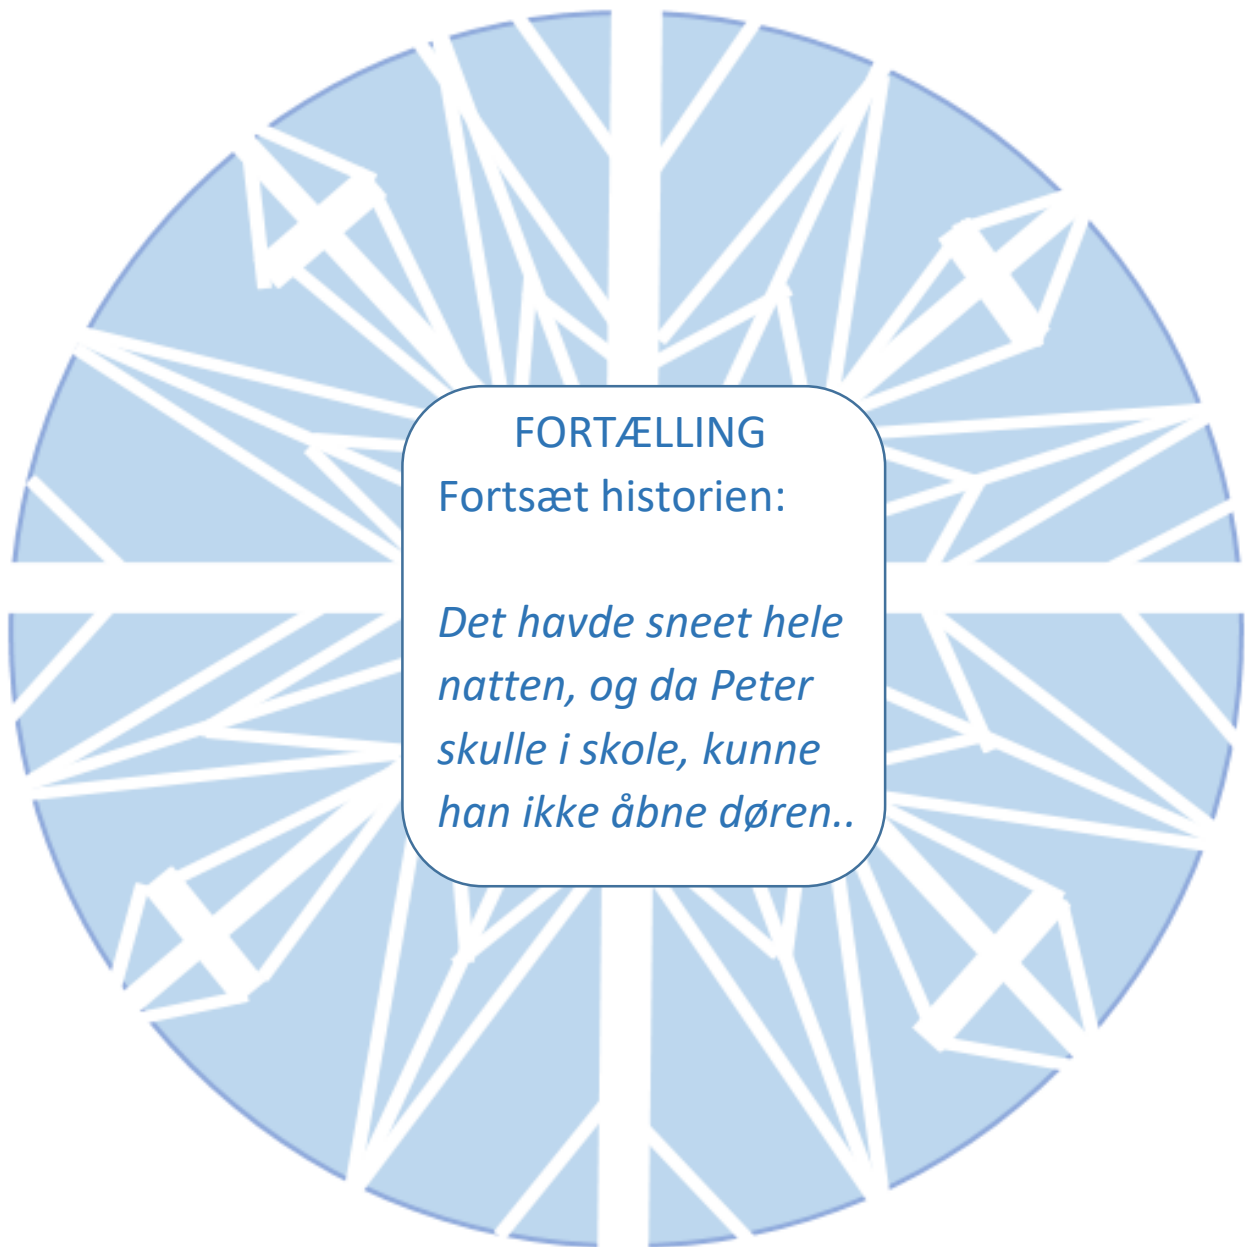 FORTÆLLING
Fortsæt historien:
Det havde sneet hele
natten, og da Peter
skulle i skole, kunne
han ikke åbne døren..